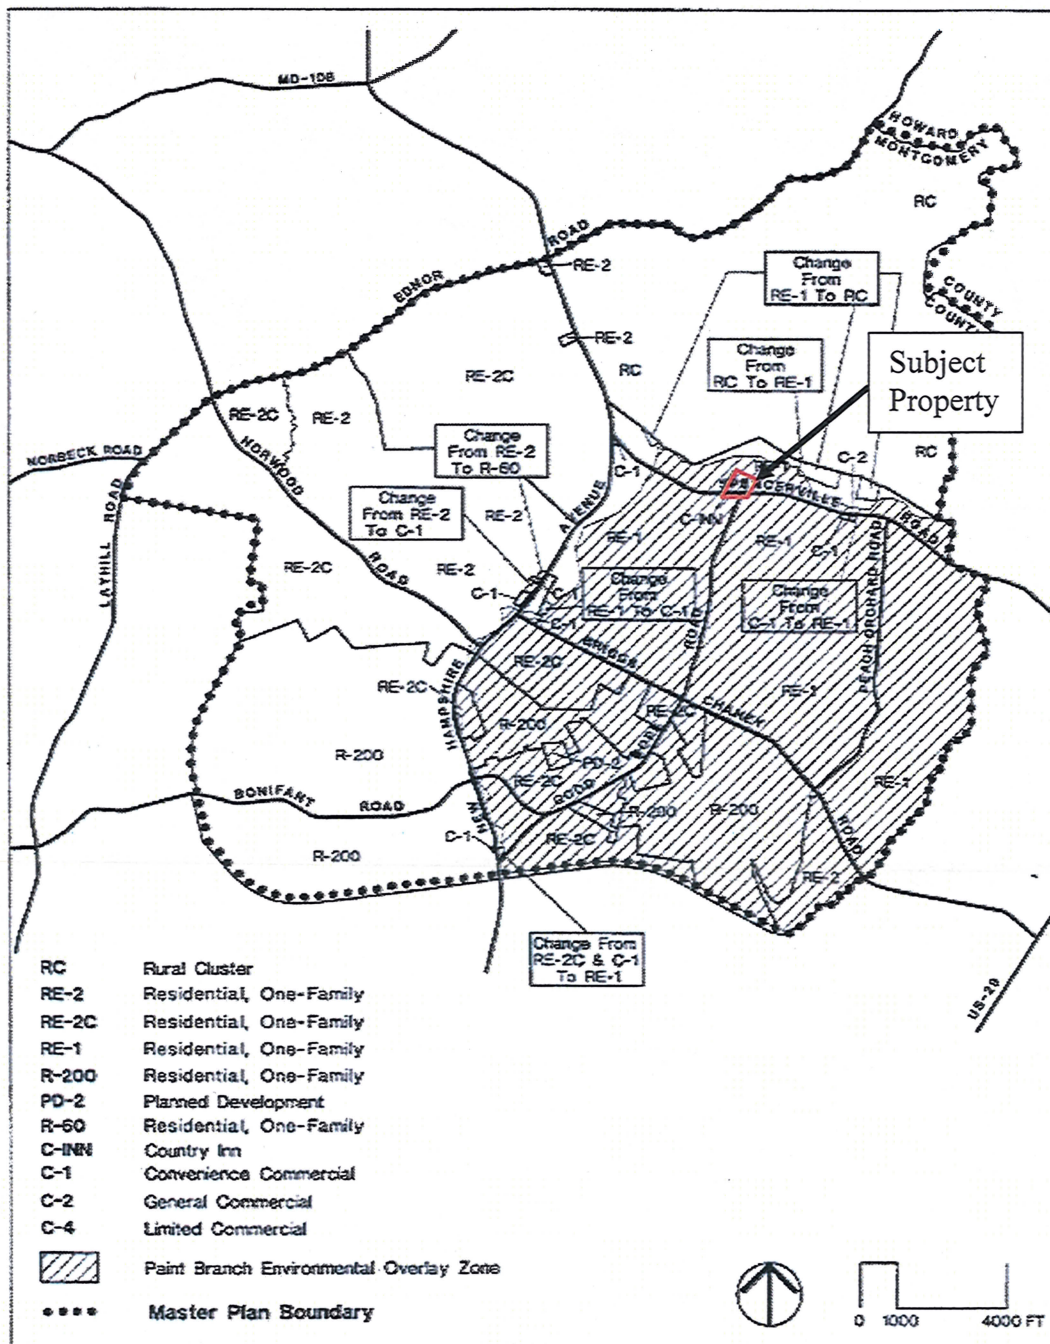 MD-108
HOWARD
MONTGOMERY
RC
ROAD
EDNOR
RE-2
Change
From
RE-1 To RC
COUNTY
RE-2
Change
From
RC To RE-1
Subject
Property
RC
RE-2C
RE-2C
RE-2
Change
From RE-2
To R-60
RC
NORBECK ROAD
NORWOOD
C-1
C-2
RE-1
SPENCERVILLE
ROAD
LAYHILL
ROAD
Change
From RE-2
To C-1
RE-2
AVENUE
C-INN
RE-1
RE-1
C-1
RE-2C
ROAD
RE-2
C-1
C-1
C-1
Change
From
RE-1 To C-1
ROAD
Change
From
C-1 To RE-1
PEACH ORCHARD ROAD
RE-2C
BRIGGS
RE-2C
HAMPSHIRE
RE-1
R-200
RE-2C
CHANEY
R-200
PD-2
HOPE
RE-2C
GOOD
RE-1
BONIFANT
ROAD
NEW
R-200
R-200
ROAD
C-1
RE-2C
R-200
RE-2
Change From
RE-2C & C-1
To RE-1
US-29
RC Rural Cluster
RE-2 Residential, One-Family
RE-2C Residential, One-Family
RE-1 Residential, One-Family
R-200 Residential, One-Family
PD-2 Planned Development
R-60 Residential, One-Family
C-INN Country Inn
C-1 Convenience Commercial
C-2 General Commercial
C-4 Limited Commercial
Paint Branch Environmental Overlay Zone
Master Plan Boundary
0 1000 4000 FT